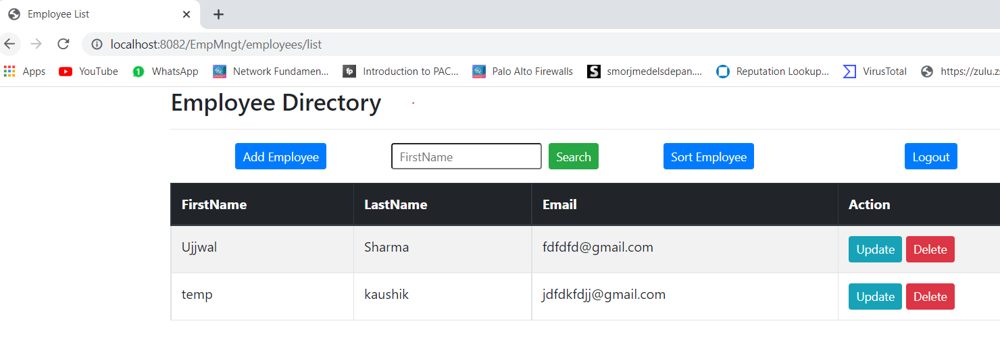 Employee List
localhost:8082/EmpMngt/employees/list
Apps YouTube WhatsApp Network Fundamen... Introduction to PAC... Palo Alto Firewalls smorjmedelsdepan.... Reputation Lookup... VirusTotal https://zulu.zs
Employee Directory
Add Employee FirstName Search Sort Employee Logout
FirstName LastName Email Action
Ujjwal Sharma fdfdfd@gmail.com Update Delete
temp kaushik jdfdkfdjj@gmail.com Update Delete